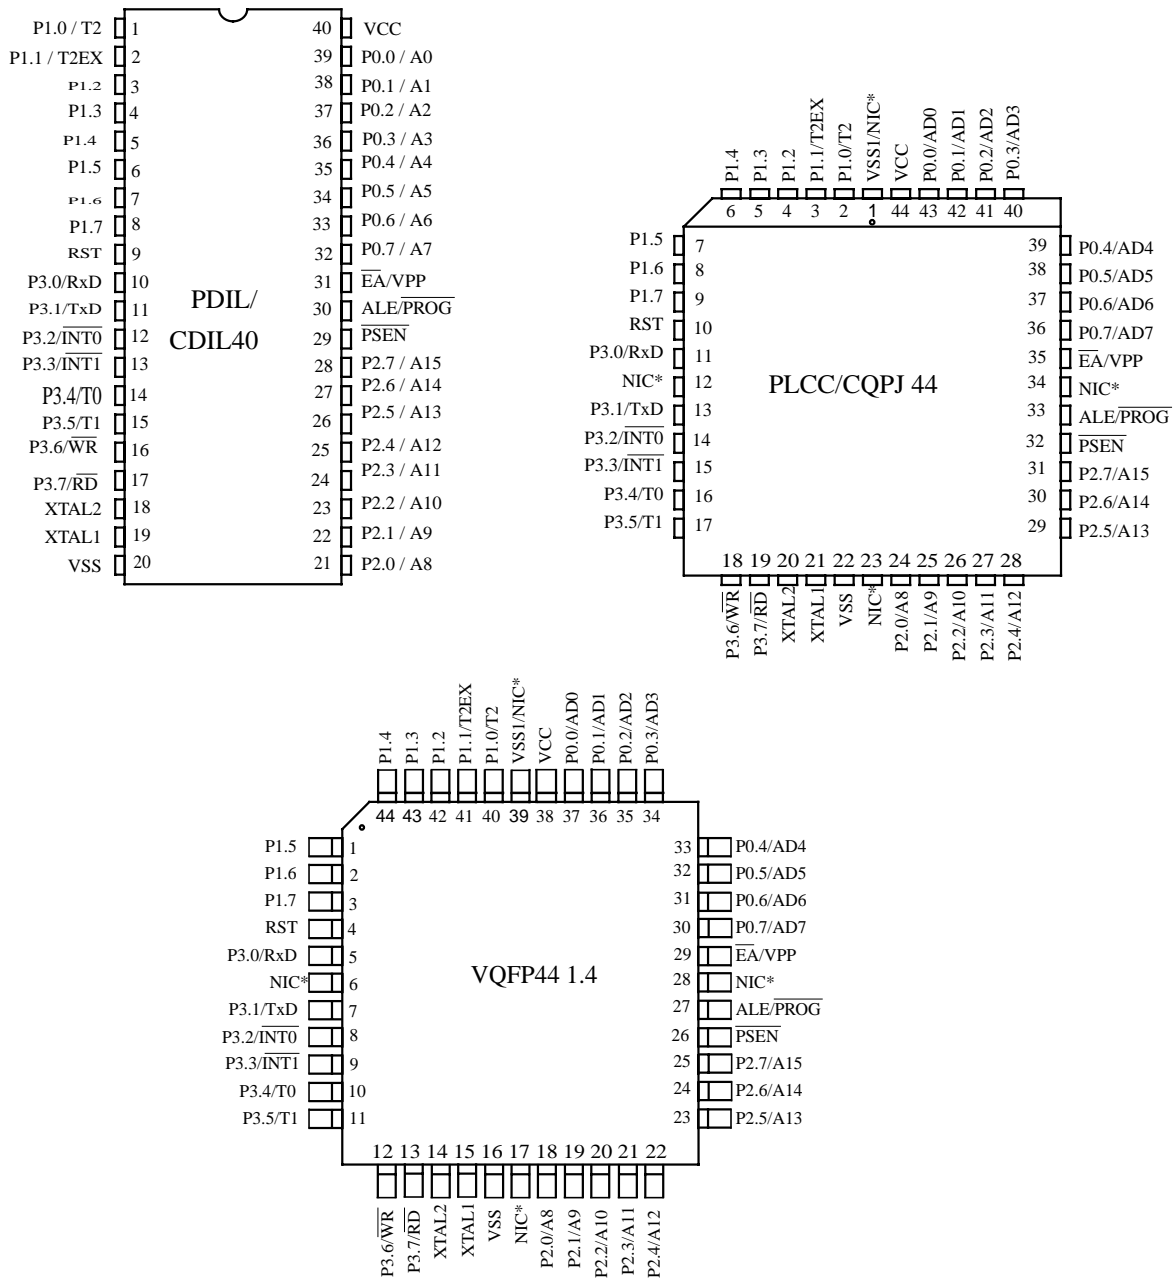 P1.0 / T2 1 40 VCC
P1.1 / T2EX 2 39 P0.0 / A0
P1.2 3 38 P0.1 / A1
P1.3 4 37 P0.2 / A2
P1.4 5 36 P0.3 / A3
P1.5 6 35 P0.4 / A4
P1.6 7 34 P0.5 / A5
P1.7 8 33 P0.6 / A6
RST 9 32 P0.7 / A7
P3.0/RxD 10 31 EA/VPP
P3.1/TxD 11 30 ALE/PROG
P3.2/INT0 12 29 PSEN
P3.3/INT1 13 28 P2.7 / A15
P3.4/T0 14 27 P2.6 / A14
P3.5/T1 15 26 P2.5 / A13
P3.6/WR 16 25 P2.4 / A12
P3.7/RD 17 24 P2.3 / A11
XTAL2 18 23 P2.2 / A10
XTAL1 19 22 P2.1 / A9
VSS 20 21 P2.0 / A8
PDIL/
CDIL40
P1.4 P1.3 P1.2 P1.1/T2EX P1.0/T2 VSS1/NIC* VCC P0.0/AD0 P0.1/AD1 P0.2/AD2 P0.3/AD3
6 5 4 3 2 1 44 43 42 41 40
P1.5 7 39 P0.4/AD4
P1.6 8 38 P0.5/AD5
P1.7 9 37 P0.6/AD6
RST 10 36 P0.7/AD7
P3.0/RxD 11 35 EA/VPP
NIC* 12 34 NIC*
P3.1/TxD 13 33 ALE/PROG
P3.2/INT0 14 32 PSEN
P3.3/INT1 15 31 P2.7/A15
P3.4/T0 16 30 P2.6/A14
P3.5/T1 17 29 P2.5/A13
PLCC/CQPJ 44
18 19 20 21 22 23 24 25 26 27 28
P3.6/WR P3.7/RD XTAL2 XTAL1 VSS NIC* P2.0/A8 P2.1/A9 P2.2/A10 P2.3/A11 P2.4/A12
P1.4 P1.3 P1.2 P1.1/T2EX P1.0/T2 VSS1/NIC* VCC P0.0/AD0 P0.1/AD1 P0.2/AD2 P0.3/AD3
44 43 42 41 40 39 38 37 36 35 34
P1.5 1 33 P0.4/AD4
P1.6 2 32 P0.5/AD5
P1.7 3 31 P0.6/AD6
RST 4 30 P0.7/AD7
P3.0/RxD 5 29 EA/VPP
NIC* 6 28 NIC*
P3.1/TxD 7 27 ALE/PROG
P3.2/INT0 8 26 PSEN
P3.3/INT1 9 25 P2.7/A15
P3.4/T0 10 24 P2.6/A14
P3.5/T1 11 23 P2.5/A13
VQFP44 1.4
12 13 14 15 16 17 18 19 20 21 22
P3.6/WR P3.7/RD XTAL2 XTAL1 VSS NIC* P2.0/A8 P2.1/A9 P2.2/A10 P2.3/A11 P2.4/A12